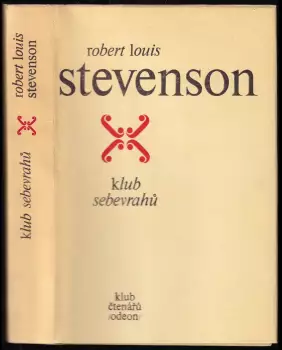 robert louis
stevenson
klub sebevrahů
robert louis
stevenson
klub
sebevrahů
klub
čtenářů
/odeon/